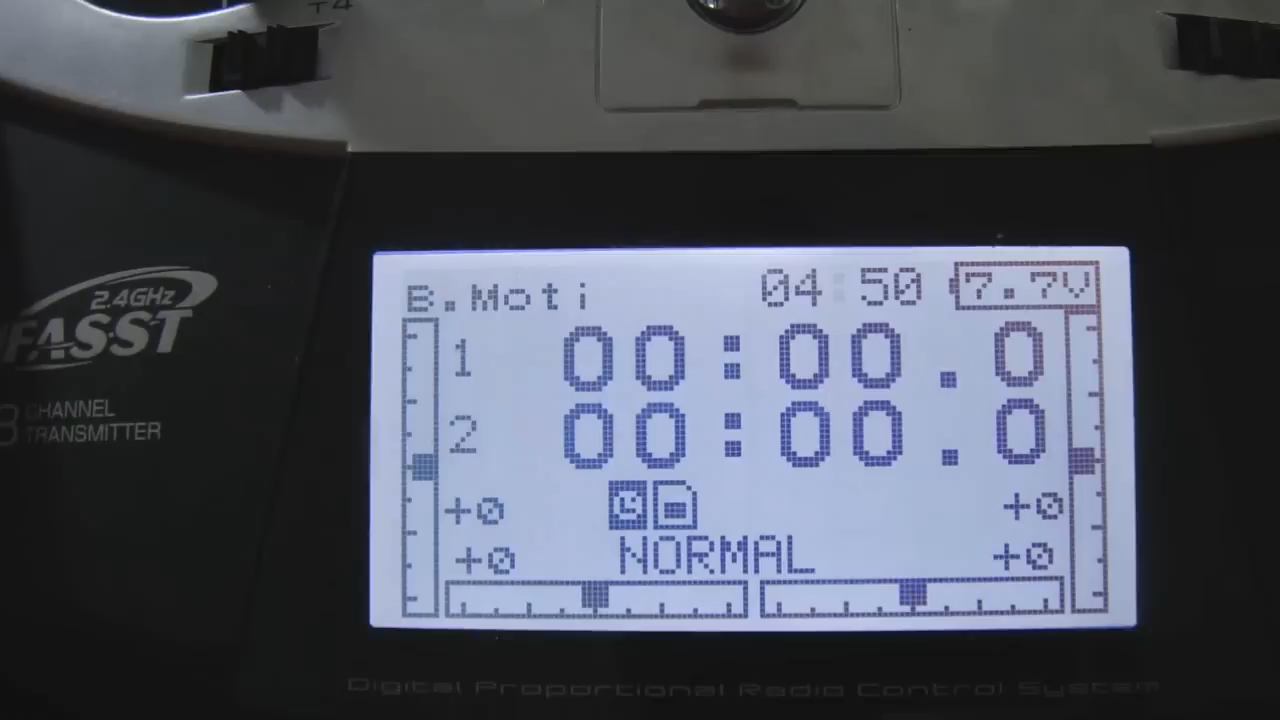 T4
2.4GHz
FASST
8 CHANNEL
TRANSMITTER
B.Moti 04:50 7.7V
1 00:00.0
2 00:00.0
+0 +0
+0 NORMAL +0
Digital Proportional Radio Control System